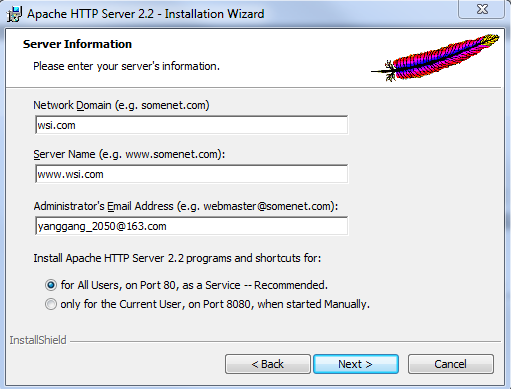 Apache HTTP Server 2.2 - Installation Wizard
Server Information
Please enter your server's information.
Network Domain (e.g. somenet.com)
wsi.com
Server Name (e.g. www.somenet.com):
www.wsi.com
Administrator's Email Address (e.g. webmaster@somenet.com):
yanggang_2050@163.com
Install Apache HTTP Server 2.2 programs and shortcuts for:
for All Users, on Port 80, as a Service -- Recommended.
only for the Current User, on Port 8080, when started Manually.
InstallShield
< Back Next > Cancel